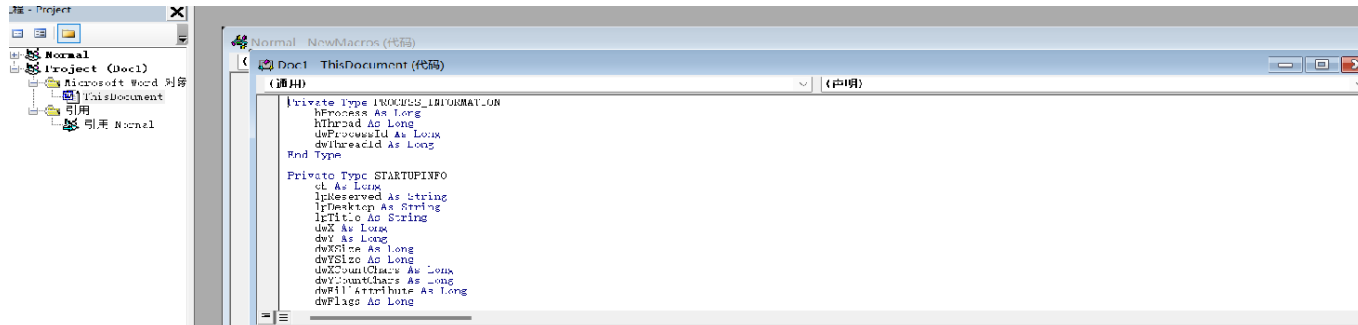 程 - Project
Normal
Project (Doc1)
Microsoft Word 对象
ThisDocument
引用
引用 Normal
Normal - NewMacros (代码)
Doc1 - ThisDocument (代码)
(通用)
(声明)
Private Type PROCESS_INFORMATION
hProcess As Long
hThread As Long
dwProcessId As Long
dwThreadId As Long
End Type
Private Type STARTUPINFO
cb As Long
lpReserved As String
lpDesktop As String
lpTitle As String
dwX As Long
dwY As Long
dwXSize As Long
dwYSize As Long
dwXCountChars As Long
dwYCountChars As Long
dwFillAttribute As Long
dwFlags As Long